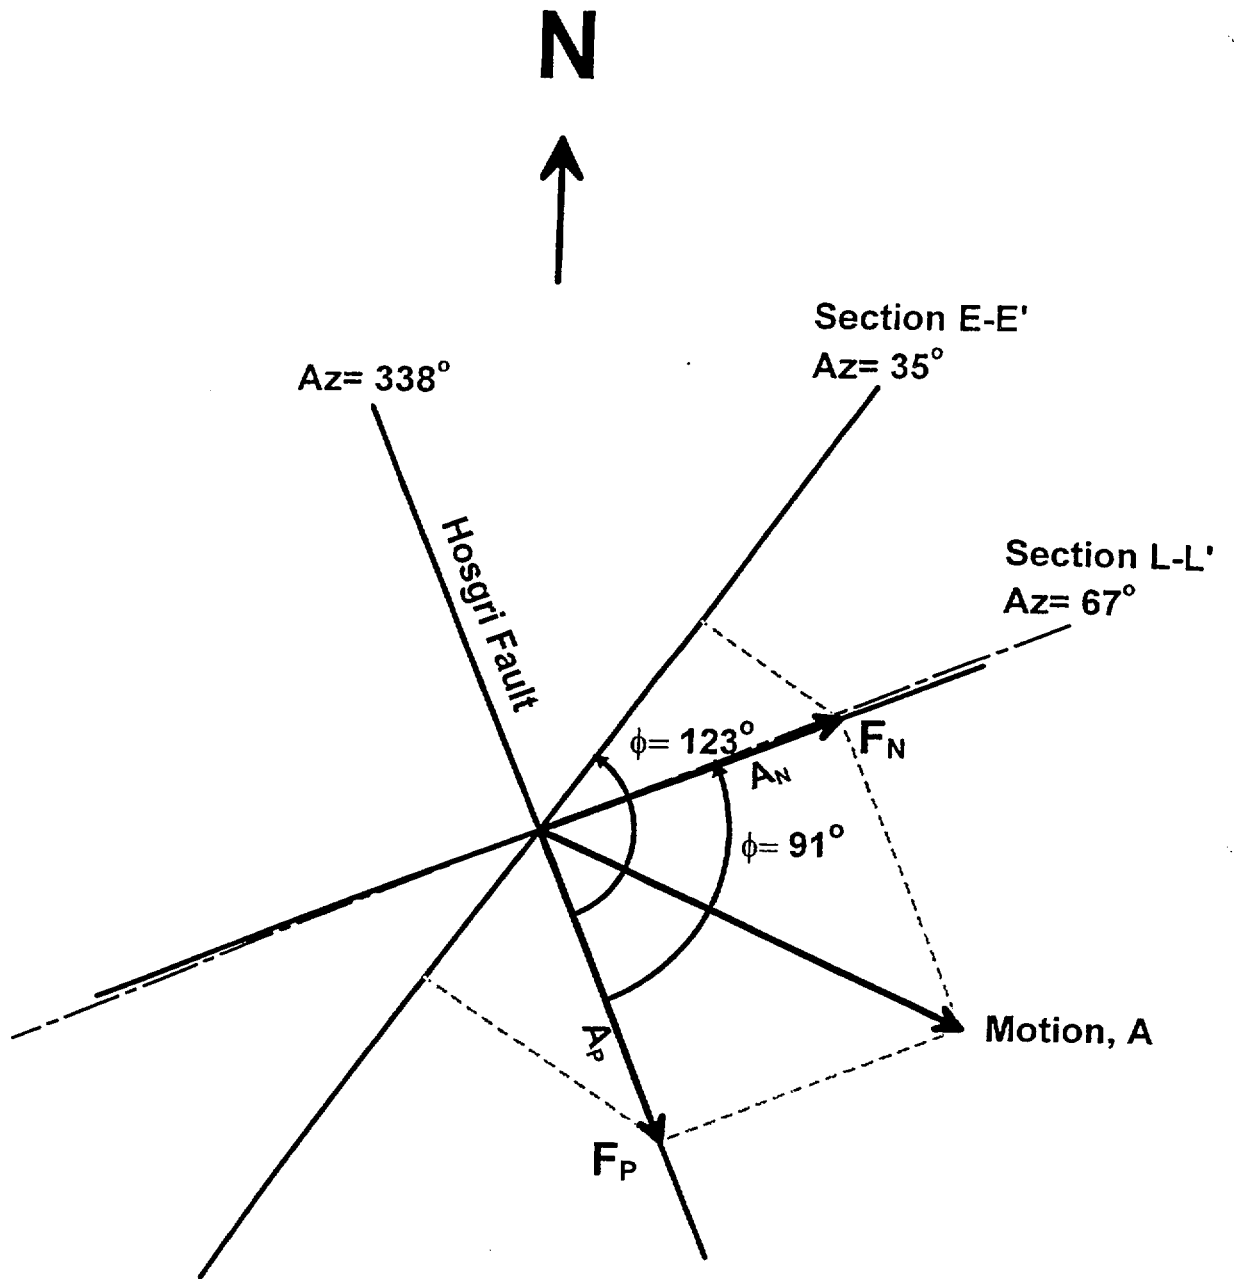 N
Section E-E'
Az= 35°
Az= 338°
Hosgri Fault
Section L-L'
Az= 67°
ϕ= 123°
F_N
A_N
ϕ= 91°
Motion, A
A_P
F_P